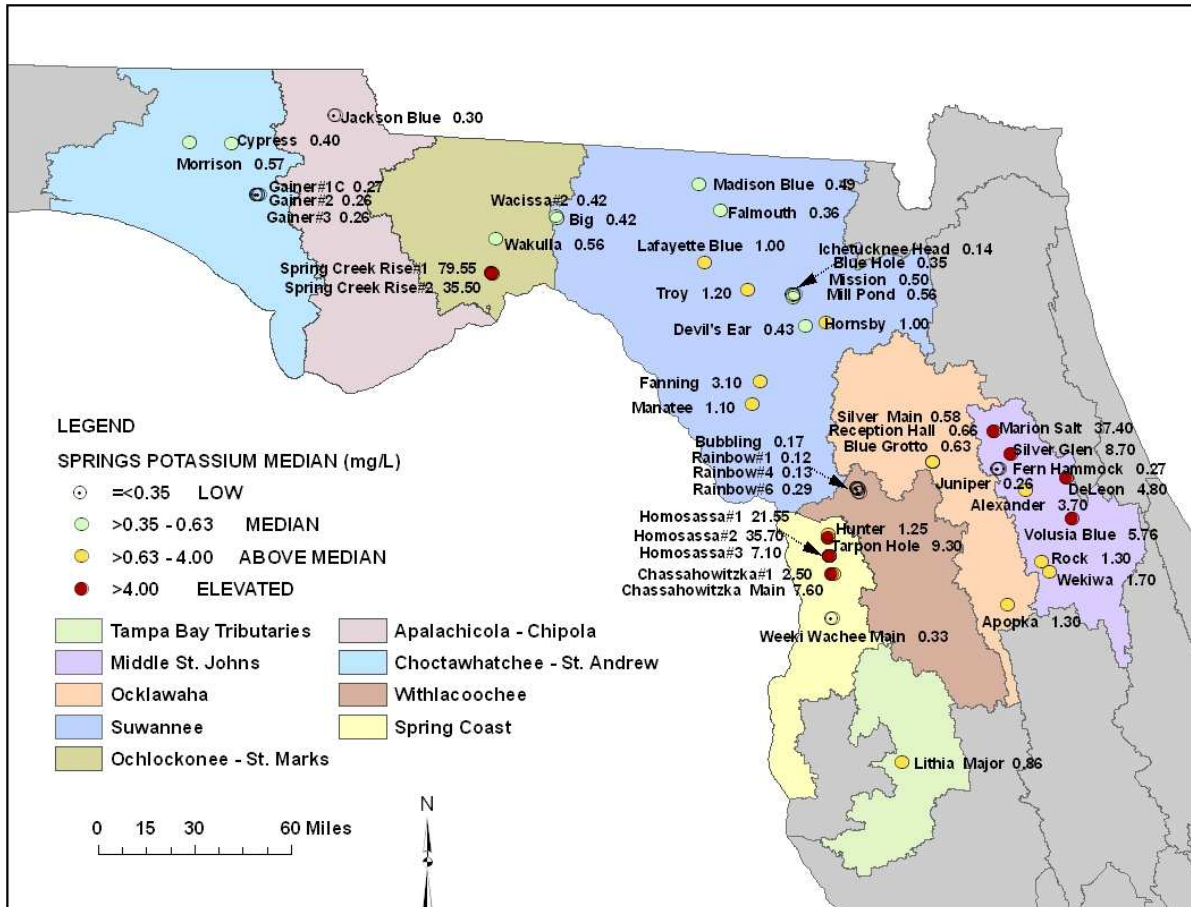 Jackson Blue 0.30
Cypress 0.40
Morrison 0.57
Gainer#1C 0.27
Gainer#2 0.26
Gainer#3 0.26
Wacissa#2 0.42
Big 0.42
Wakulla 0.56
Spring Creek Rise#1 79.55
Spring Creek Rise#2 35.50
Madison Blue 0.49
Falmouth 0.36
Lafayette Blue 1.00
Ichetucknee Head 0.14
Blue Hole 0.35
Mission 0.50
Mill Pond 0.56
Troy 1.20
Devil's Ear 0.43
Hornsby 1.00
Fanning 3.10
Manatee 1.10
Silver Main 0.58
Reception Hall 0.66
Blue Grotto 0.63
Bubbling 0.17
Rainbow#1 0.12
Rainbow#4 0.13
Rainbow#6 0.29
Marion Salt 37.40
Silver Glen 8.70
Fern Hammock 0.27
Juniper 0.26
DeLeon 4.80
Alexander 3.70
Volusia Blue 5.76
Rock 1.30
Wekiwa 1.70
Apopka 1.30
Homosassa#1 21.55
Homosassa#2 35.70
Homosassa#3 7.10
Hunter 1.25
Tarpon Hole 9.30
Chassahowitzka#1 2.50
Chassahowitzka Main 7.60
Weeki Wachee Main 0.33
Lithia Major 0.86
LEGEND
SPRINGS POTASSIUM MEDIAN (mg/L)
=<0.35 LOW
>0.35 - 0.63 MEDIAN
>0.63 - 4.00 ABOVE MEDIAN
>4.00 ELEVATED
Tampa Bay Tributaries
Middle St. Johns
Ocklawaha
Suwannee
Ochlockonee - St. Marks
Apalachicola - Chipola
Choctawhatchee - St. Andrew
Withlacoochee
Spring Coast
0 15 30 60 Miles
N